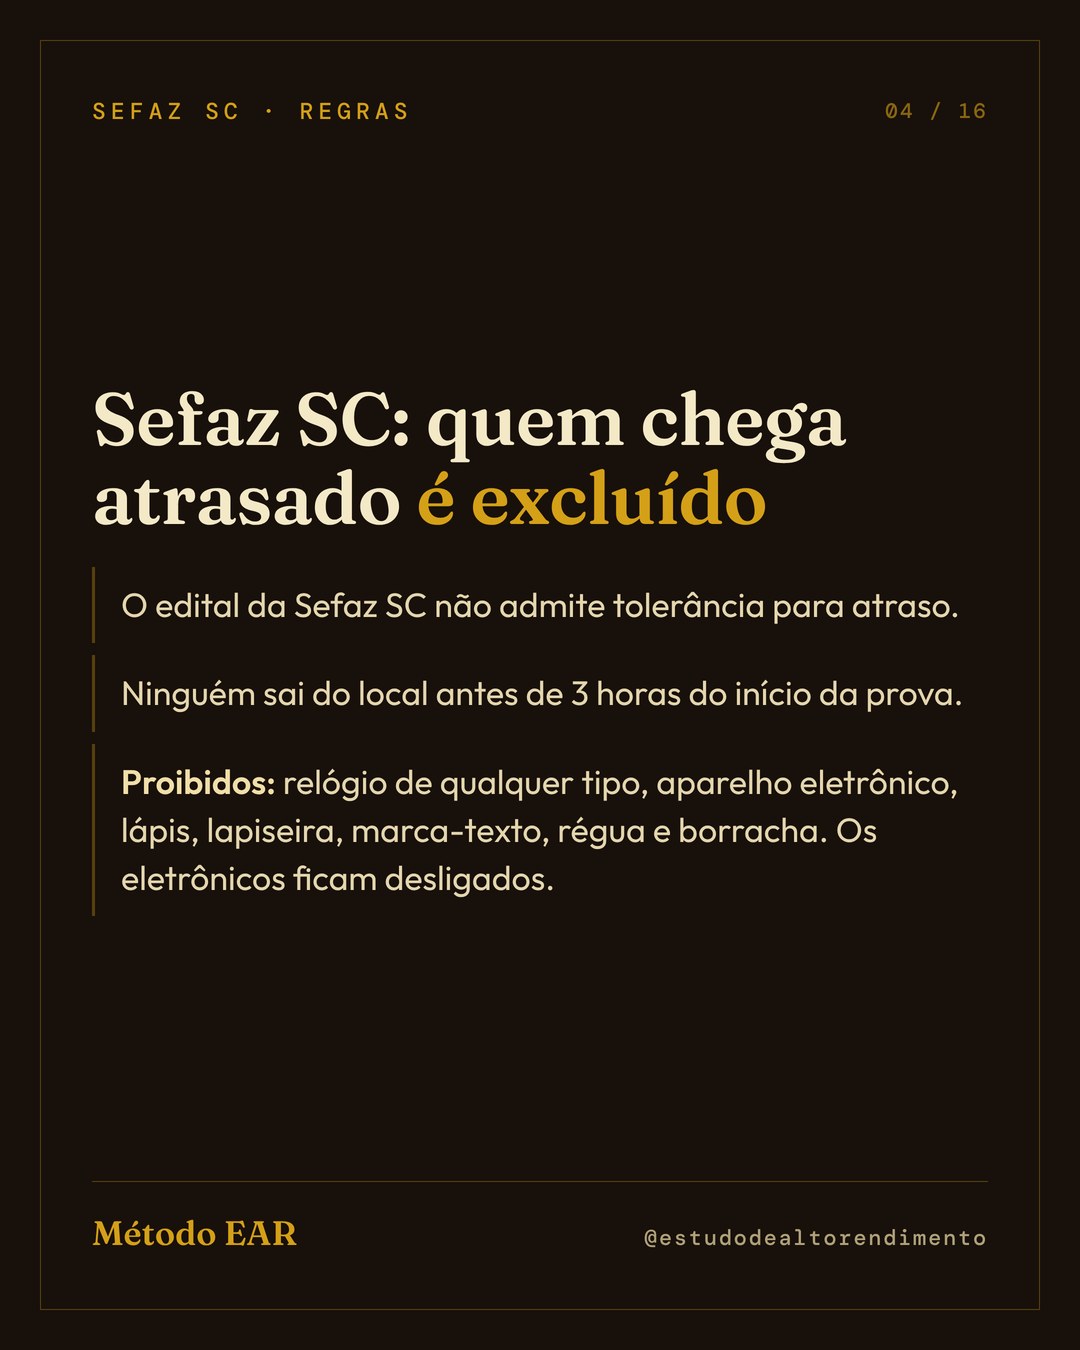 SEFAZ SC · REGRAS
04 / 16
Sefaz SC: quem chega
atrasado é excluído
O edital da Sefaz SC não admite tolerância para atraso.
Ninguém sai do local antes de 3 horas do início da prova.
Proibidos: relógio de qualquer tipo, aparelho eletrônico,
lápis, lapiseira, marca-texto, régua e borracha. Os
eletrônicos ficam desligados.
Método EAR
@estudodealtorendimento